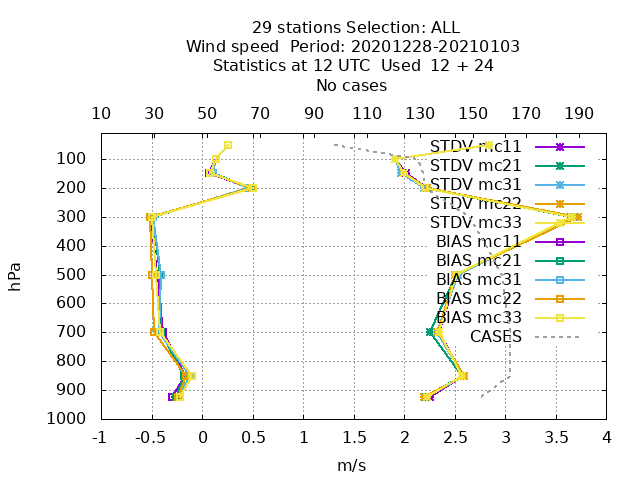 29 stations Selection: ALL
Wind speed  Period: 20201228-20210103
Statistics at 12 UTC  Used  12 + 24
No cases
10 30 50 70 90 110 130 150 170 190
STDV mc11
STDV mc21
STDV mc31
STDV mc22
STDV mc33
BIAS mc11
BIAS mc21
BIAS mc31
BIAS mc22
BIAS mc33
CASES
100
200
300
400
500
600
700
800
900
1000
hPa
-1 -0.5 0 0.5 1 1.5 2 2.5 3 3.5 4
m/s